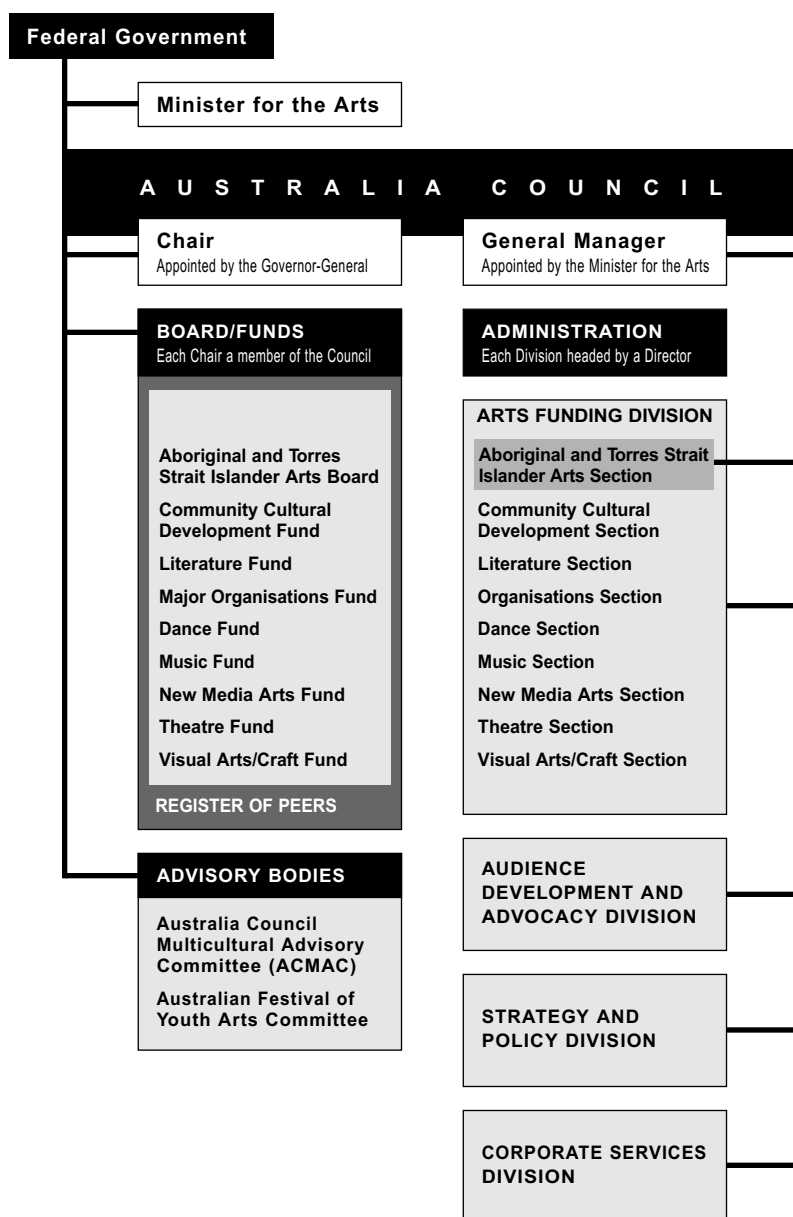 Federal Government
Minister for the Arts
AUSTRALIA COUNCIL
Chair
Appointed by the Governor-General
General Manager
Appointed by the Minister for the Arts
BOARD/FUNDS
Each Chair a member of the Council
ADMINISTRATION
Each Division headed by a Director
Aboriginal and Torres
Strait Islander Arts Board
Community Cultural
Development Fund
Literature Fund
Major Organisations Fund
Dance Fund
Music Fund
New Media Arts Fund
Theatre Fund
Visual Arts/Craft Fund
REGISTER OF PEERS
ARTS FUNDING DIVISION
Aboriginal and Torres Strait
Islander Arts Section
Community Cultural
Development Section
Literature Section
Organisations Section
Dance Section
Music Section
New Media Arts Section
Theatre Section
Visual Arts/Craft Section
ADVISORY BODIES
Australia Council
Multicultural Advisory
Committee (ACMAC)
Australian Festival of
Youth Arts Committee
AUDIENCE
DEVELOPMENT AND
ADVOCACY DIVISION
STRATEGY AND
POLICY DIVISION
CORPORATE SERVICES
DIVISION